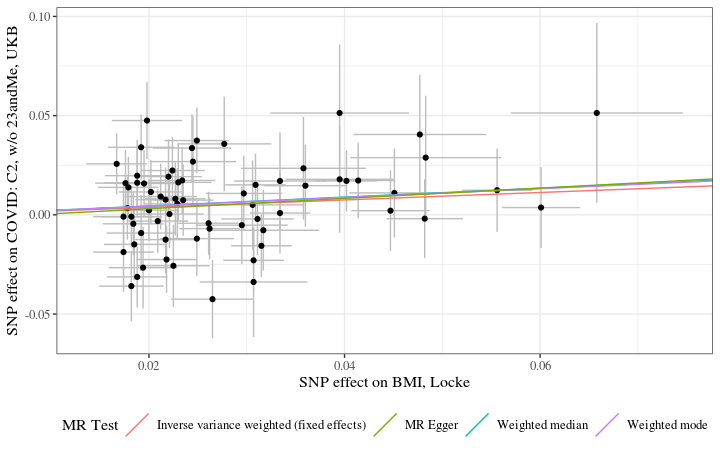 SNP effect on COVID: C2, w/o 23andMe, UKB
0.10
0.05
0.00
-0.05
0.02 0.04 0.06
SNP effect on BMI, Locke
MR Test Inverse variance weighted (fixed effects) MR Egger Weighted median Weighted mode